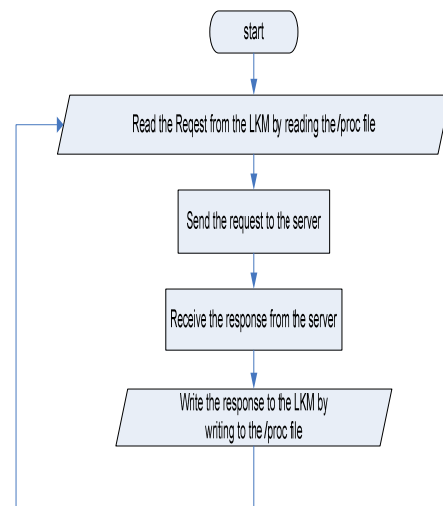 start
Read the Reqest from the LKM by reading the /proc file
Send the request to the server
Receive the response from the server
Write the response to the LKM by
writing to the /proc file